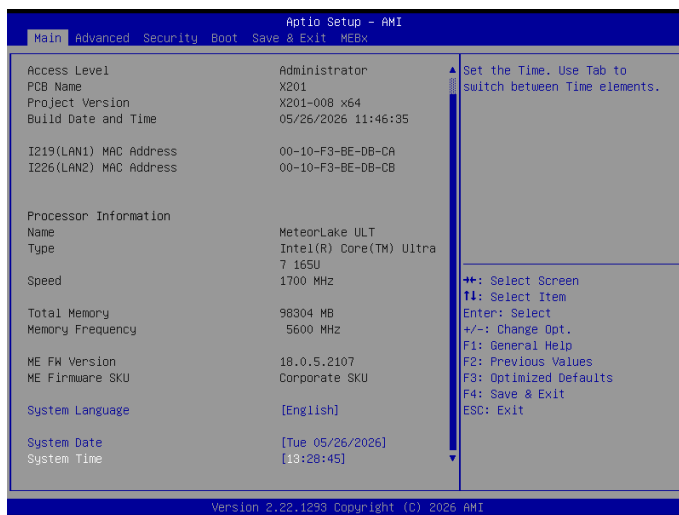 Aptio Setup - AMI
Main Advanced Security Boot Save & Exit MEBx
Access Level Administrator
PCB Name X201
Project Version X201-008 x64
Build Date and Time 05/26/2026 11:46:35
I219(LAN1) MAC Address 00-10-F3-BE-DB-CA
I226(LAN2) MAC Address 00-10-F3-BE-DB-CB
Processor Information
Name MeteorLake ULT
Type Intel(R) Core(TM) Ultra
7 165U
Speed 1700 MHz
Total Memory 98304 MB
Memory Frequency 5600 MHz
ME FW Version 18.0.5.2107
ME Firmware SKU Corporate SKU
System Language [English]
System Date [Tue 05/26/2026]
System Time [13:28:45]
Set the Time. Use Tab to
switch between Time elements.
→←: Select Screen
↑↓: Select Item
Enter: Select
+/-: Change Opt.
F1: General Help
F2: Previous Values
F3: Optimized Defaults
F4: Save & Exit
ESC: Exit
Version 2.22.1293 Copyright (C) 2026 AMI